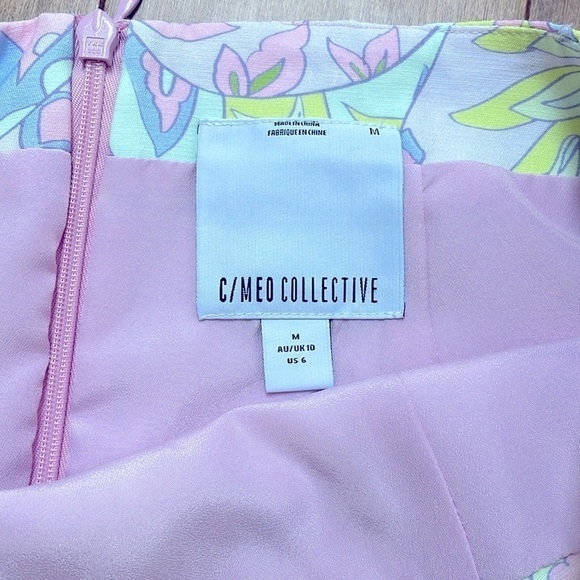 MADE IN CHINA
FABRIQUE EN CHINE M
C/MEO COLLECTIVE
M
AU/UK 10
US 6